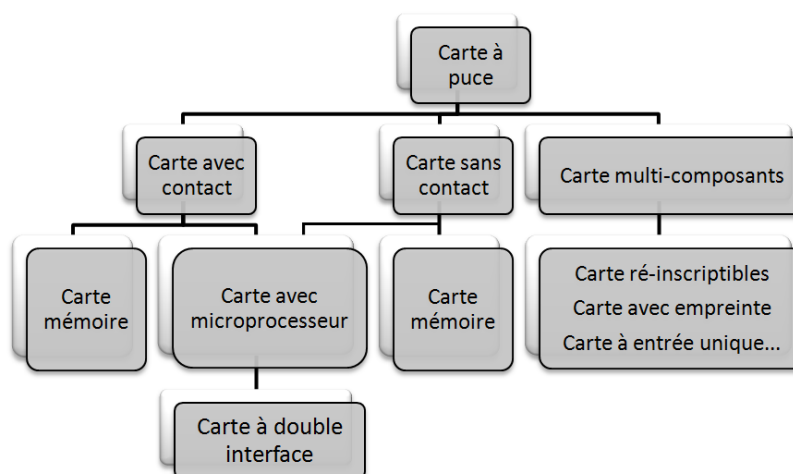 Carte à
puce
Carte avec
contact
Carte sans
contact
Carte multi-composants
Carte
mémoire
Carte avec
microprocesseur
Carte
mémoire
Carte ré-inscriptibles
Carte avec empreinte
Carte à entrée unique...
Carte à double
interface